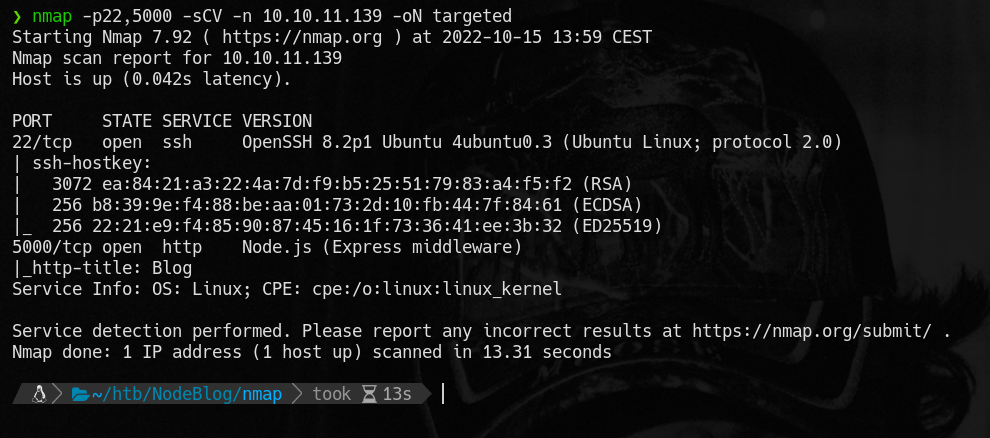 ❯ nmap -p22,5000 -sCV -n 10.10.11.139 -oN targeted
Starting Nmap 7.92 ( https://nmap.org ) at 2022-10-15 13:59 CEST
Nmap scan report for 10.10.11.139
Host is up (0.042s latency).
PORT     STATE SERVICE VERSION
22/tcp   open  ssh     OpenSSH 8.2p1 Ubuntu 4ubuntu0.3 (Ubuntu Linux; protocol 2.0)
| ssh-hostkey:
|   3072 ea:84:21:a3:22:4a:7d:f9:b5:25:51:79:83:a4:f5:f2 (RSA)
|   256 b8:39:9e:f4:88:be:aa:01:73:2d:10:fb:44:7f:84:61 (ECDSA)
|_  256 22:21:e9:f4:85:90:87:45:16:1f:73:36:41:ee:3b:32 (ED25519)
5000/tcp open  http    Node.js (Express middleware)
|_http-title: Blog
Service Info: OS: Linux; CPE: cpe:/o:linux:linux_kernel
Service detection performed. Please report any incorrect results at https://nmap.org/submit/ .
Nmap done: 1 IP address (1 host up) scanned in 13.31 seconds
~/htb/NodeBlog/nmap took 13s